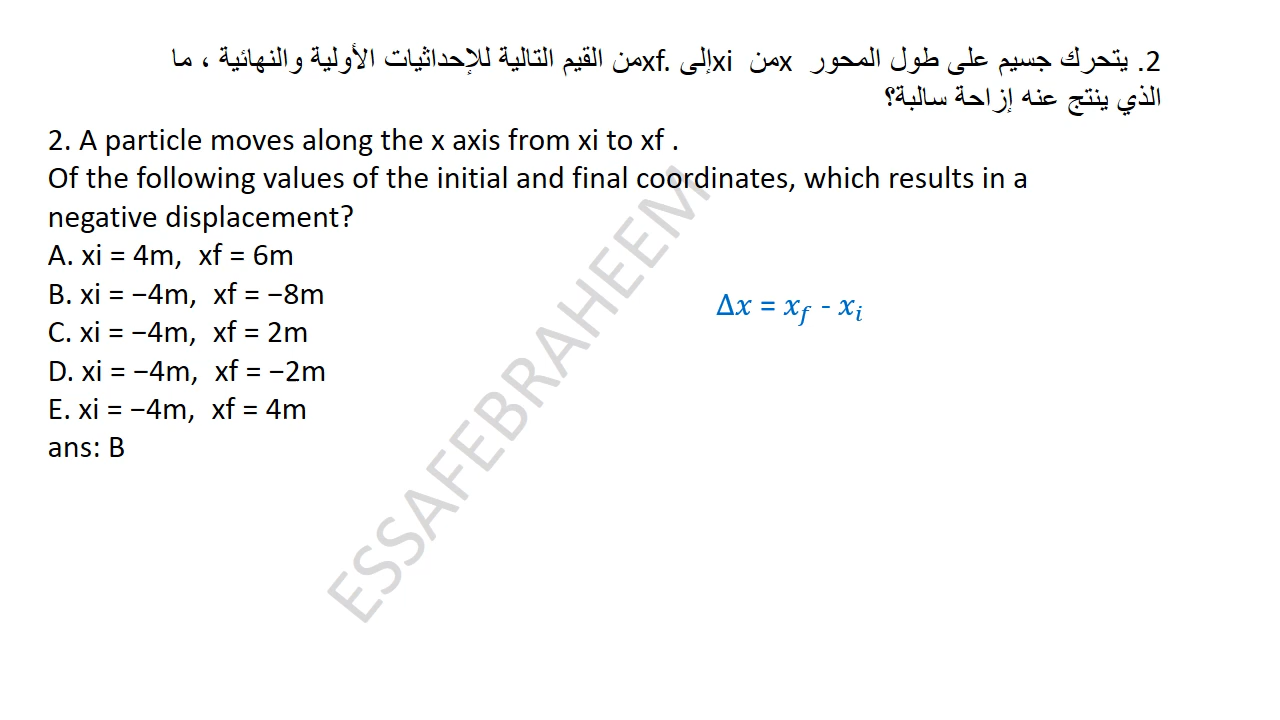 2. يتحرك جسيم على طول المحور x من xi إلى xf. من القيم التالية للإحداثيات الأولية والنهائية ، ما
الذي ينتج عنه إزاحة سالبة؟
2. A particle moves along the x axis from xi to xf .
Of the following values of the initial and final coordinates, which results in a
negative displacement?
A. xi = 4m, xf = 6m
B. xi = −4m, xf = −8m
C. xi = −4m, xf = 2m
D. xi = −4m, xf = −2m
E. xi = −4m, xf = 4m
ans: B
Δx = x_f - x_i
ESSAFEBRAHEEM